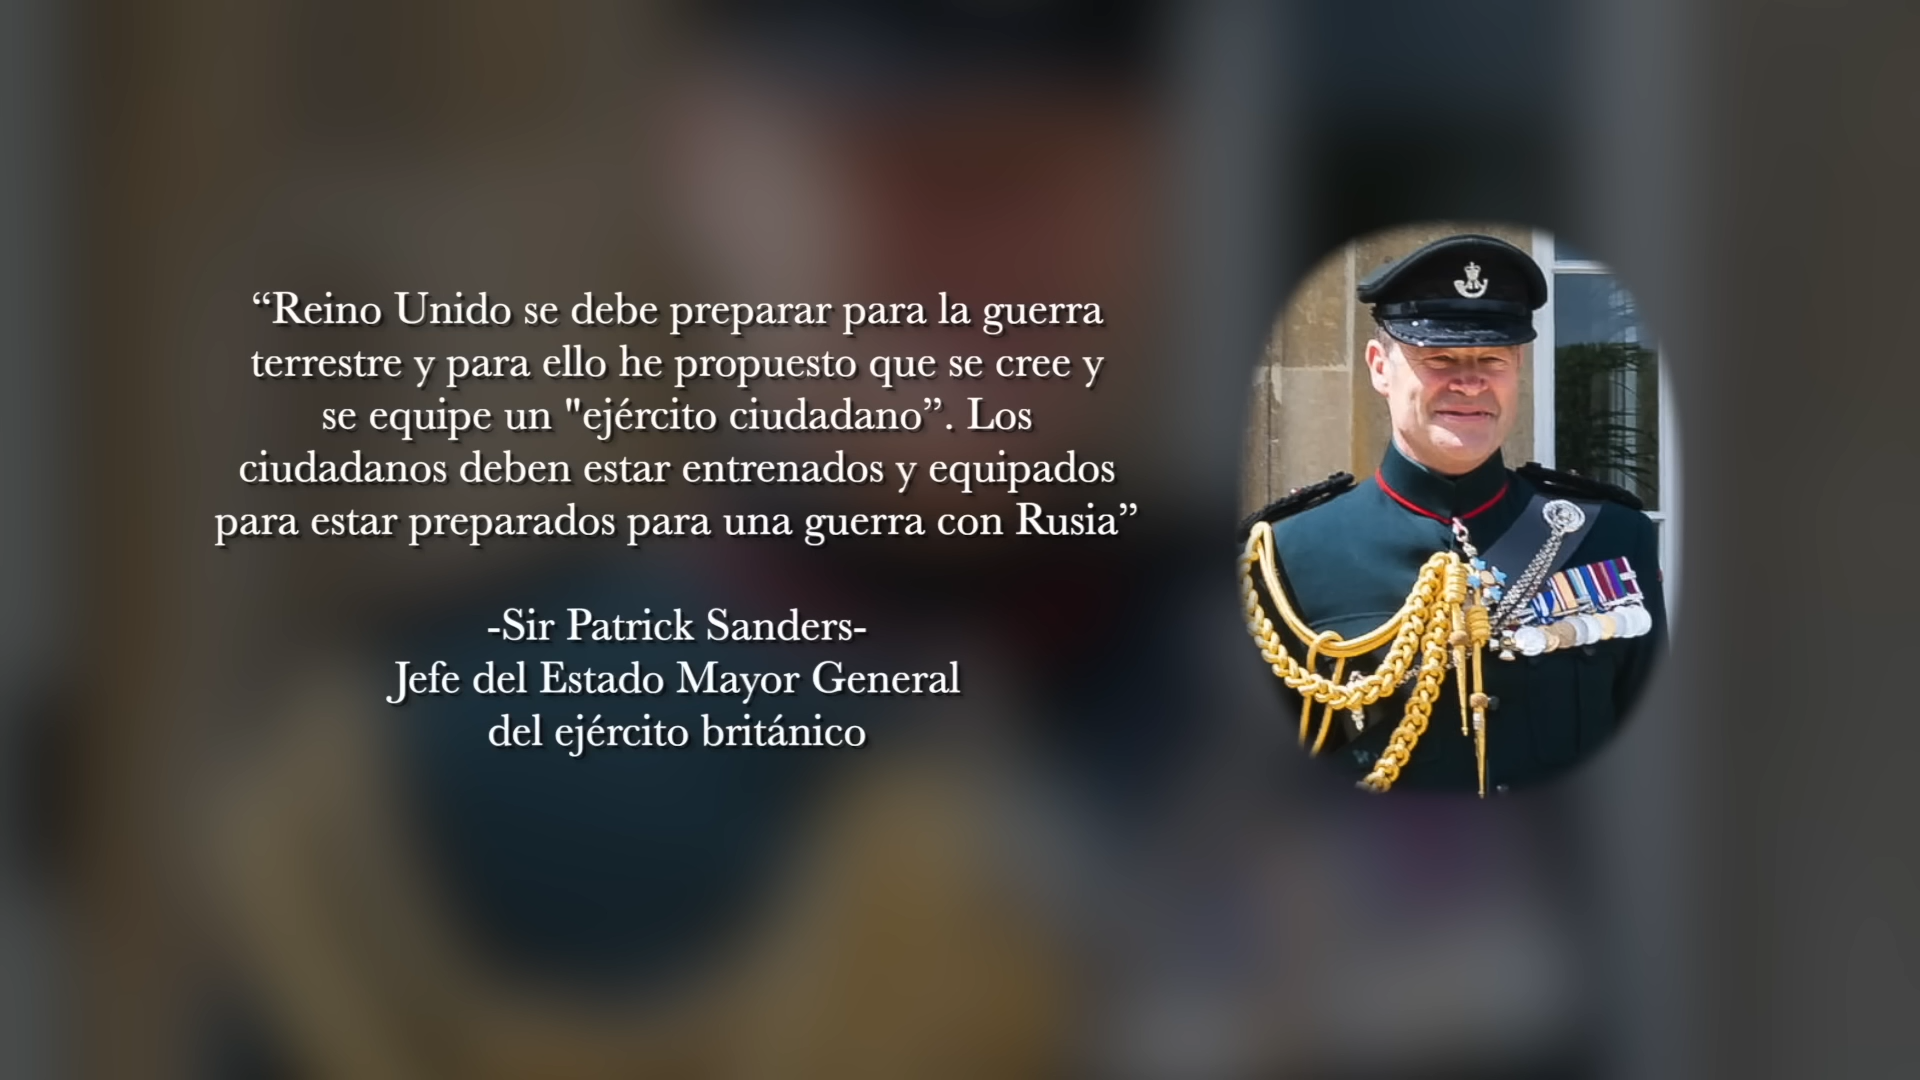 “Reino Unido se debe preparar para la guerra
terrestre y para ello he propuesto que se cree y
se equipe un "ejército ciudadano”. Los
ciudadanos deben estar entrenados y equipados
para estar preparados para una guerra con Rusia”
-Sir Patrick Sanders-
Jefe del Estado Mayor General
del ejército británico